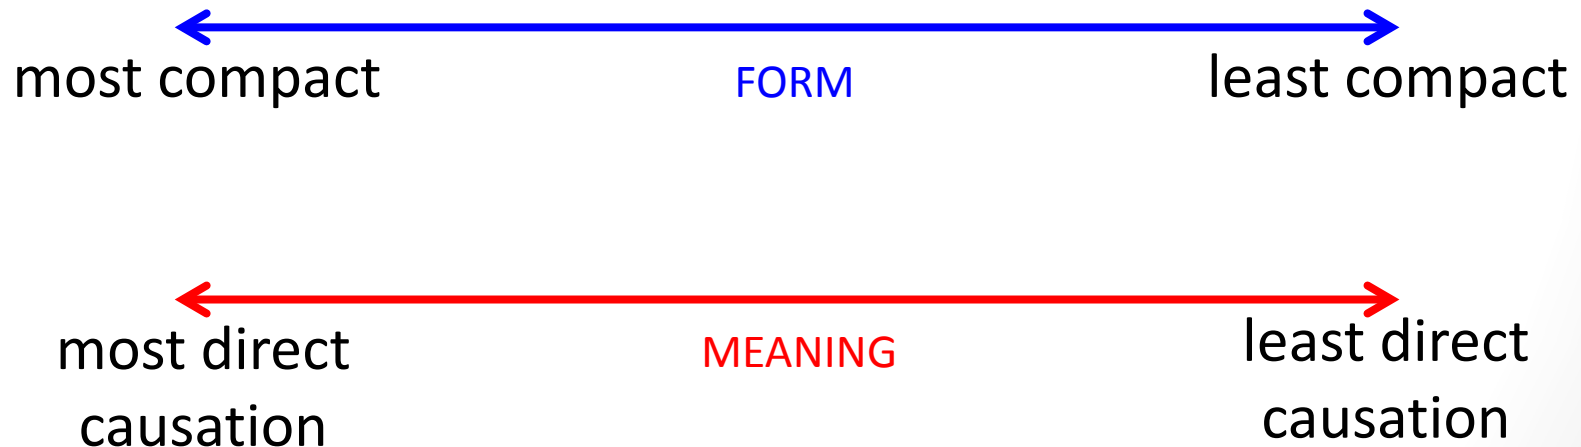 most compact
FORM
least compact
most direct
causation
MEANING
least direct
causation